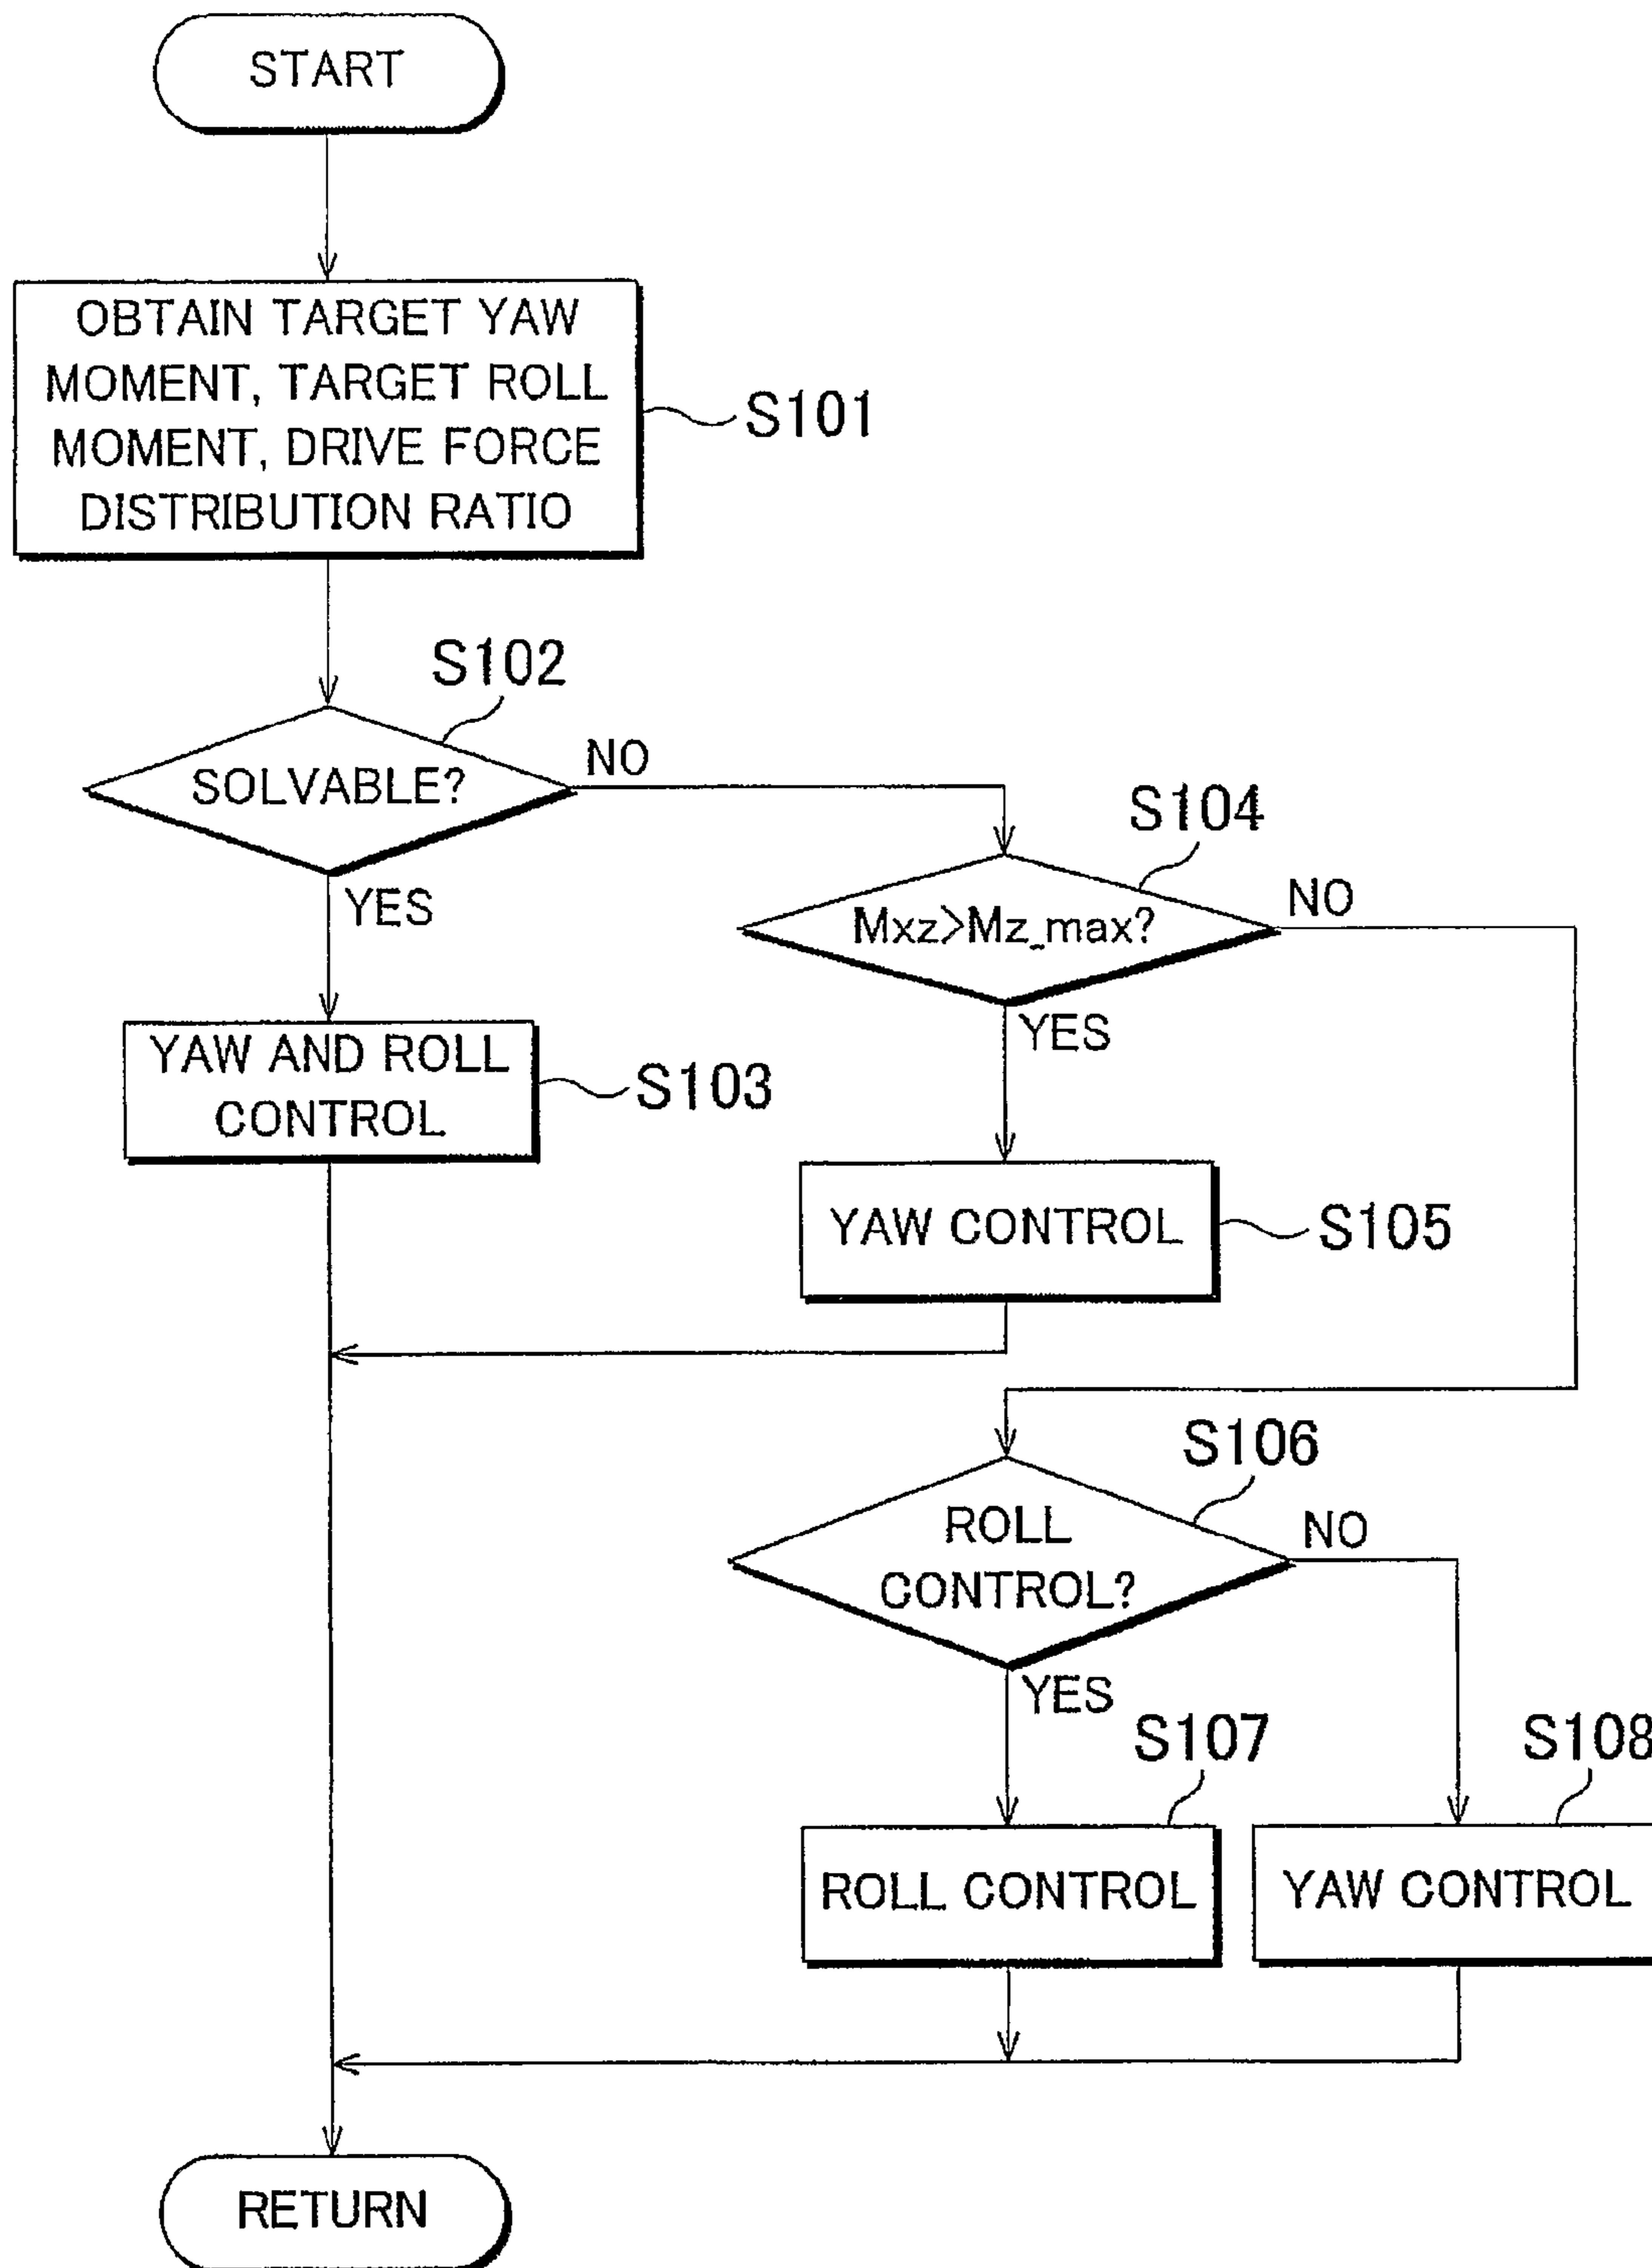 START
OBTAIN TARGET YAW
MOMENT, TARGET ROLL
MOMENT, DRIVE FORCE
DISTRIBUTION RATIO
S101
S102
SOLVABLE?
NO
YES
S104
Mxz>Mz_max?
NO
YES
YAW AND ROLL
CONTROL
S103
YAW CONTROL
S105
S106
ROLL
CONTROL?
NO
YES
S107
S108
ROLL CONTROL
YAW CONTROL
RETURN